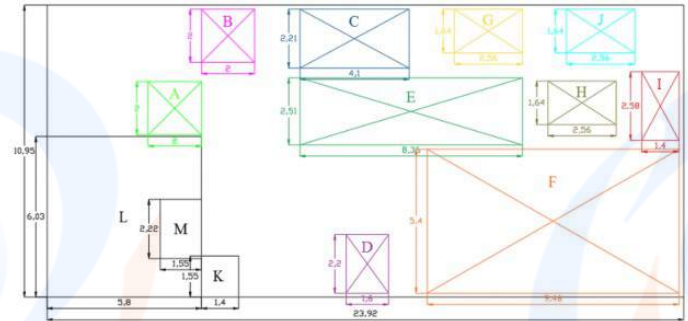 B
2
2
C
2,21
4,1
G
1,64
2,56
J
1,64
2,56
A
2
2
E
2,51
8,36
H
1,64
2,56
I
2,58
1,4
10,95
6,03
L
M
2,22
1,55
K
1,55
5,8
1,4
D
2,2
1,6
F
5,4
9,46
23,92